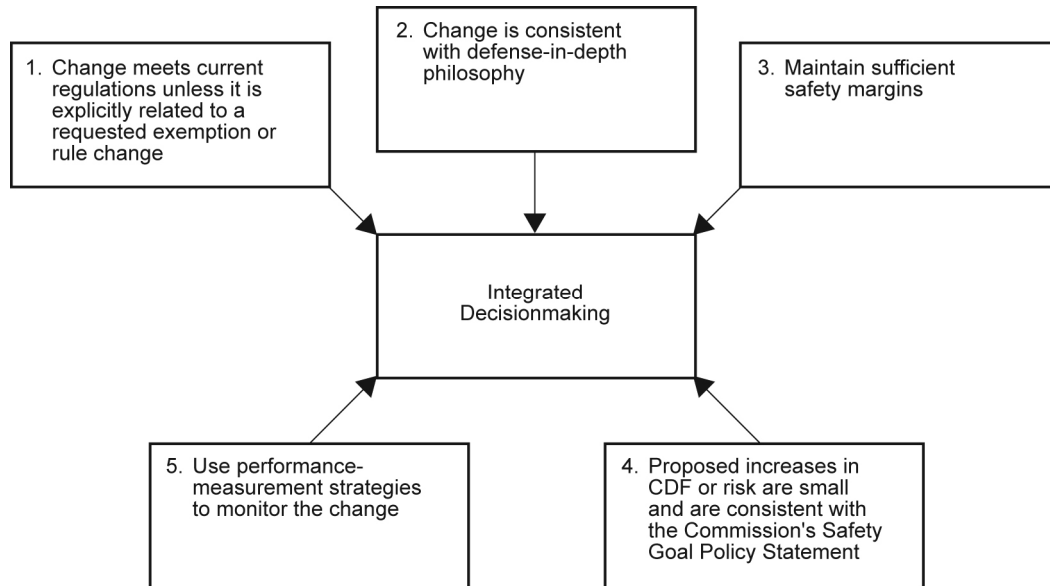 1. Change meets current
regulations unless it is
explicitly related to a
requested exemption or
rule change
2. Change is consistent
with defense-in-depth
philosophy
3. Maintain sufficient
safety margins
Integrated
Decisionmaking
5. Use performance-
measurement strategies
to monitor the change
4. Proposed increases in
CDF or risk are small
and are consistent with
the Commission's Safety
Goal Policy Statement